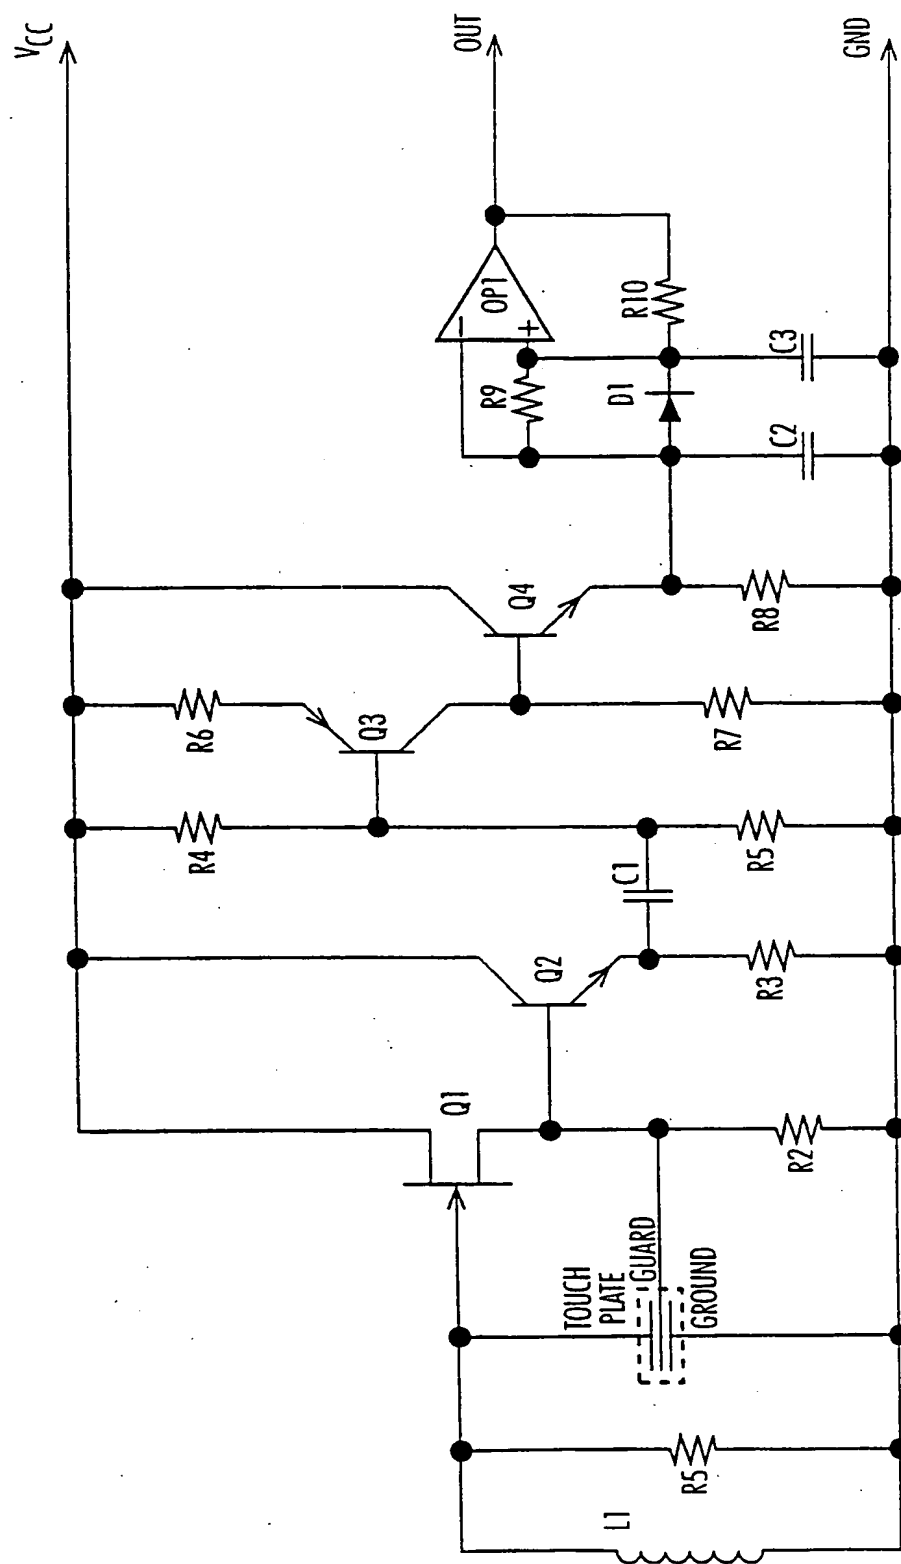 VCC
OUT
GND
OP1
R10
R9
D1
C3
C2
Q4
R8
R6
Q3
R7
R4
C1
R5
Q2
R3
Q1
R2
TOUCH
PLATE
GUARD
GROUND
R5
L1
-
+